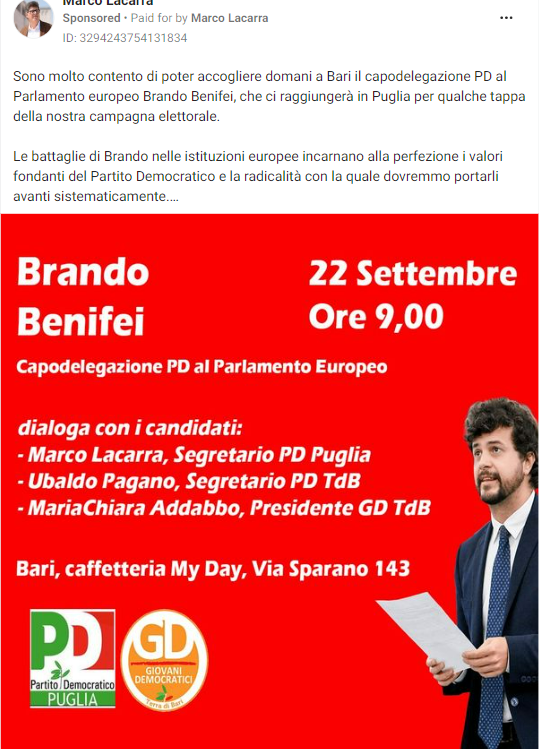 Marco Lacarra
Sponsored • Paid for by Marco Lacarra
ID: 3294243754131834
Sono molto contento di poter accogliere domani a Bari il capodelegazione PD al
Parlamento europeo Brando Benifei, che ci raggiungerà in Puglia per qualche tappa
della nostra campagna elettorale.
Le battaglie di Brando nelle istituzioni europee incarnano alla perfezione i valori
fondanti del Partito Democratico e la radicalità con la quale dovremmo portarli
avanti sistematicamente....
Brando
Benifei
22 Settembre
Ore 9,00
Capodelegazione PD al Parlamento Europeo
dialoga con i candidati:
- Marco Lacarra, Segretario PD Puglia
- Ubaldo Pagano, Segretario PD TdB
- MariaChiara Addabbo, Presidente GD TdB
Bari, caffetteria My Day, Via Sparano 143
PD
Partito Democratico
PUGLIA
GD
GIOVANI
DEMOCRATICI
Terra di Bari